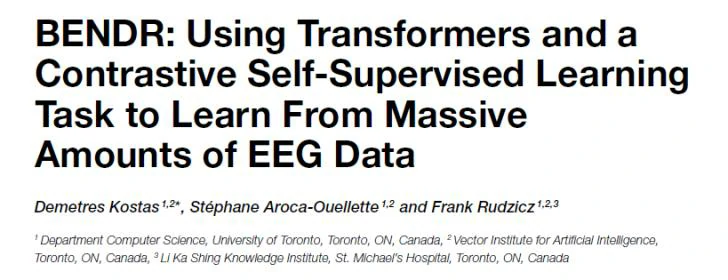 BENDR: Using Transformers and a
Contrastive Self-Supervised Learning
Task to Learn From Massive
Amounts of EEG Data
Demetres Kostas 1,2*, Stéphane Aroca-Ouellette 1,2 and Frank Rudzicz 1,2,3
1 Department Computer Science, University of Toronto, Toronto, ON, Canada, 2 Vector Institute for Artificial Intelligence,
Toronto, ON, Canada, 3 Li Ka Shing Knowledge Institute, St. Michael's Hospital, Toronto, ON, Canada